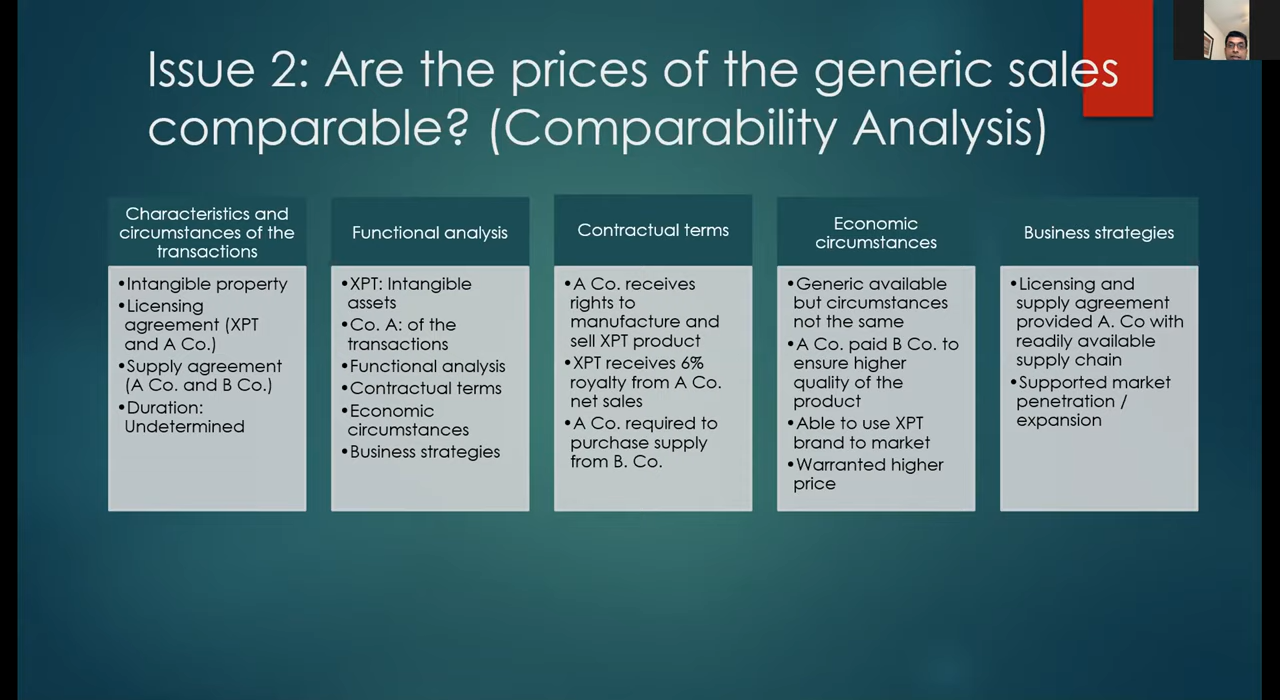 Issue 2: Are the prices of the generic sales
comparable? (Comparability Analysis)
Characteristics and
circumstances of the
transactions
•Intangible property
•Licensing
agreement (XPT
and A Co.)
•Supply agreement
(A Co. and B Co.)
•Duration:
Undetermined
Functional analysis
•XPT: Intangible
assets
•Co. A: of the
transactions
•Functional analysis
•Contractual terms
•Economic
circumstances
•Business strategies
Contractual terms
•A Co. receives
rights to
manufacture and
sell XPT product
•XPT receives 6%
royalty from A Co.
net sales
•A Co. required to
purchase supply
from B. Co.
Economic
circumstances
•Generic available
but circumstances
not the same
•A Co. paid B Co. to
ensure higher
quality of the
product
•Able to use XPT
brand to market
•Warranted higher
price
Business strategies
•Licensing and
supply agreement
provided A. Co with
readily available
supply chain
•Supported market
penetration /
expansion